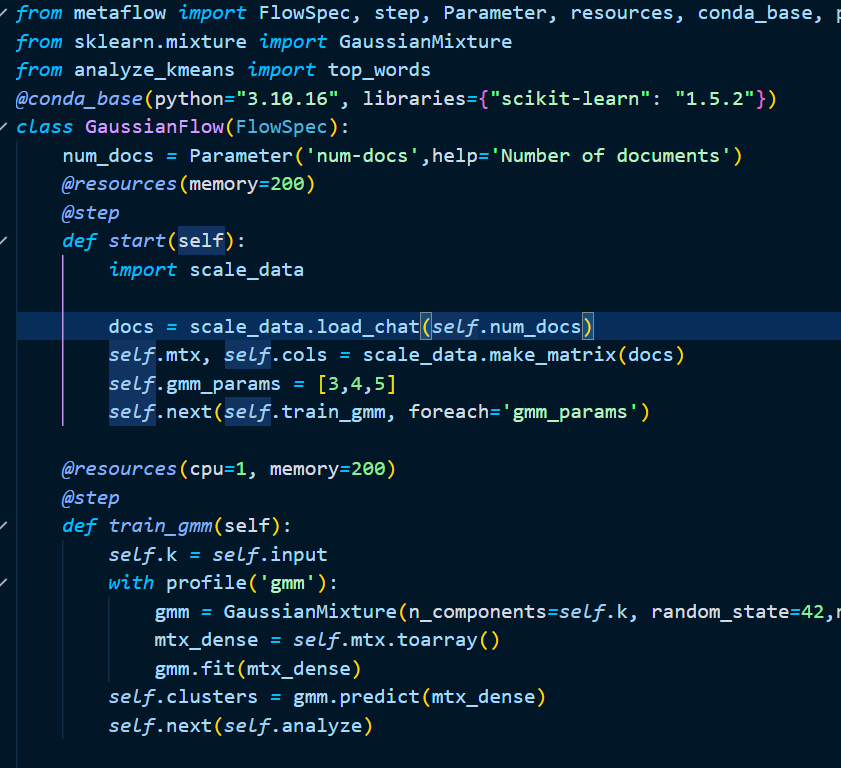 from metaflow import FlowSpec, step, Parameter, resources, conda_base,
from sklearn.mixture import GaussianMixture
from analyze_kmeans import top_words
@conda_base(python="3.10.16", libraries={"scikit-learn": "1.5.2"})
class GaussianFlow(FlowSpec):
    num_docs = Parameter('num-docs',help='Number of documents')
    @resources(memory=200)
    @step
    def start(self):
        import scale_data
        docs = scale_data.load_chat(self.num_docs)
        self.mtx, self.cols = scale_data.make_matrix(docs)
        self.gmm_params = [3,4,5]
        self.next(self.train_gmm, foreach='gmm_params')
    @resources(cpu=1, memory=200)
    @step
    def train_gmm(self):
        self.k = self.input
        with profile('gmm'):
            gmm = GaussianMixture(n_components=self.k, random_state=42,
            mtx_dense = self.mtx.toarray()
            gmm.fit(mtx_dense)
        self.clusters = gmm.predict(mtx_dense)
        self.next(self.analyze)